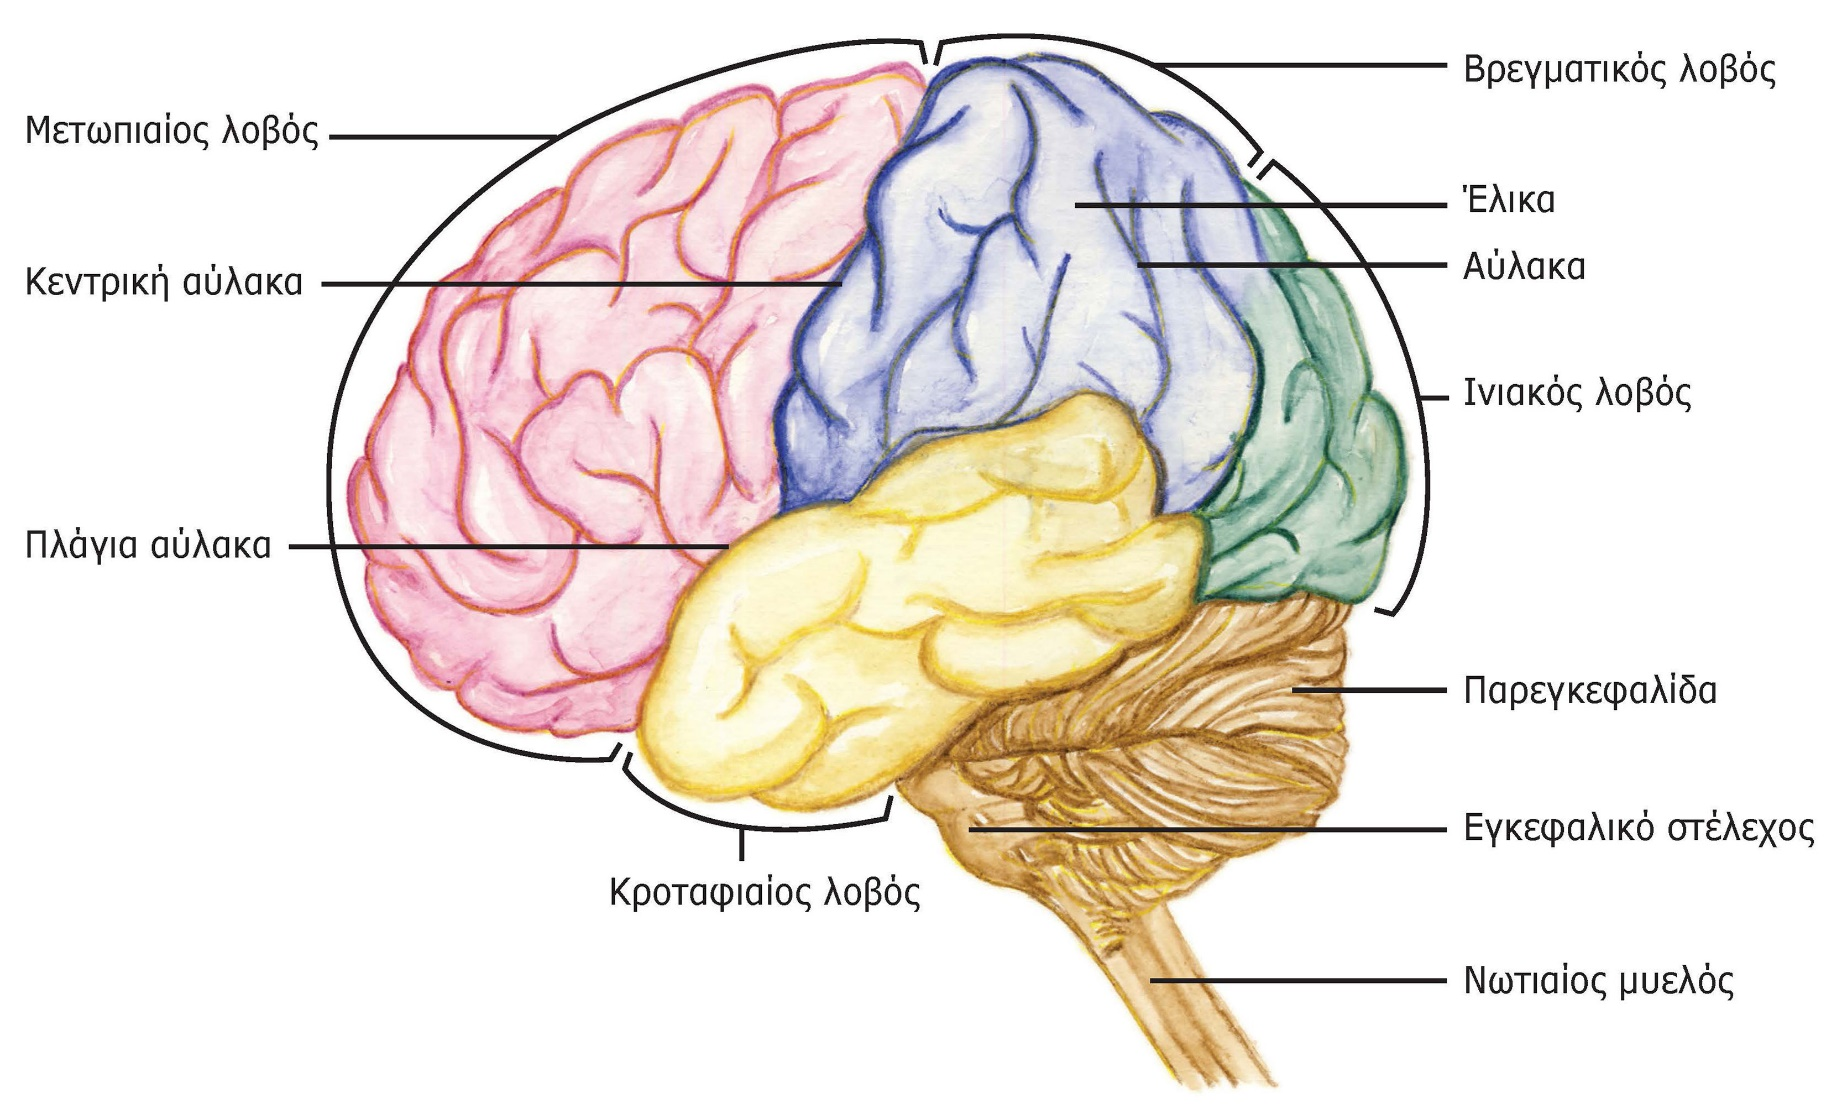 Μετωπιαίος λοβός
Κεντρική αύλακα
Πλάγια αύλακα
Κροταφιαίος λοβός
Βρεγματικός λοβός
Έλικα
Αύλακα
Ινιακός λοβός
Παρεγκεφαλίδα
Εγκεφαλικό στέλεχος
Νωτιαίος μυελός